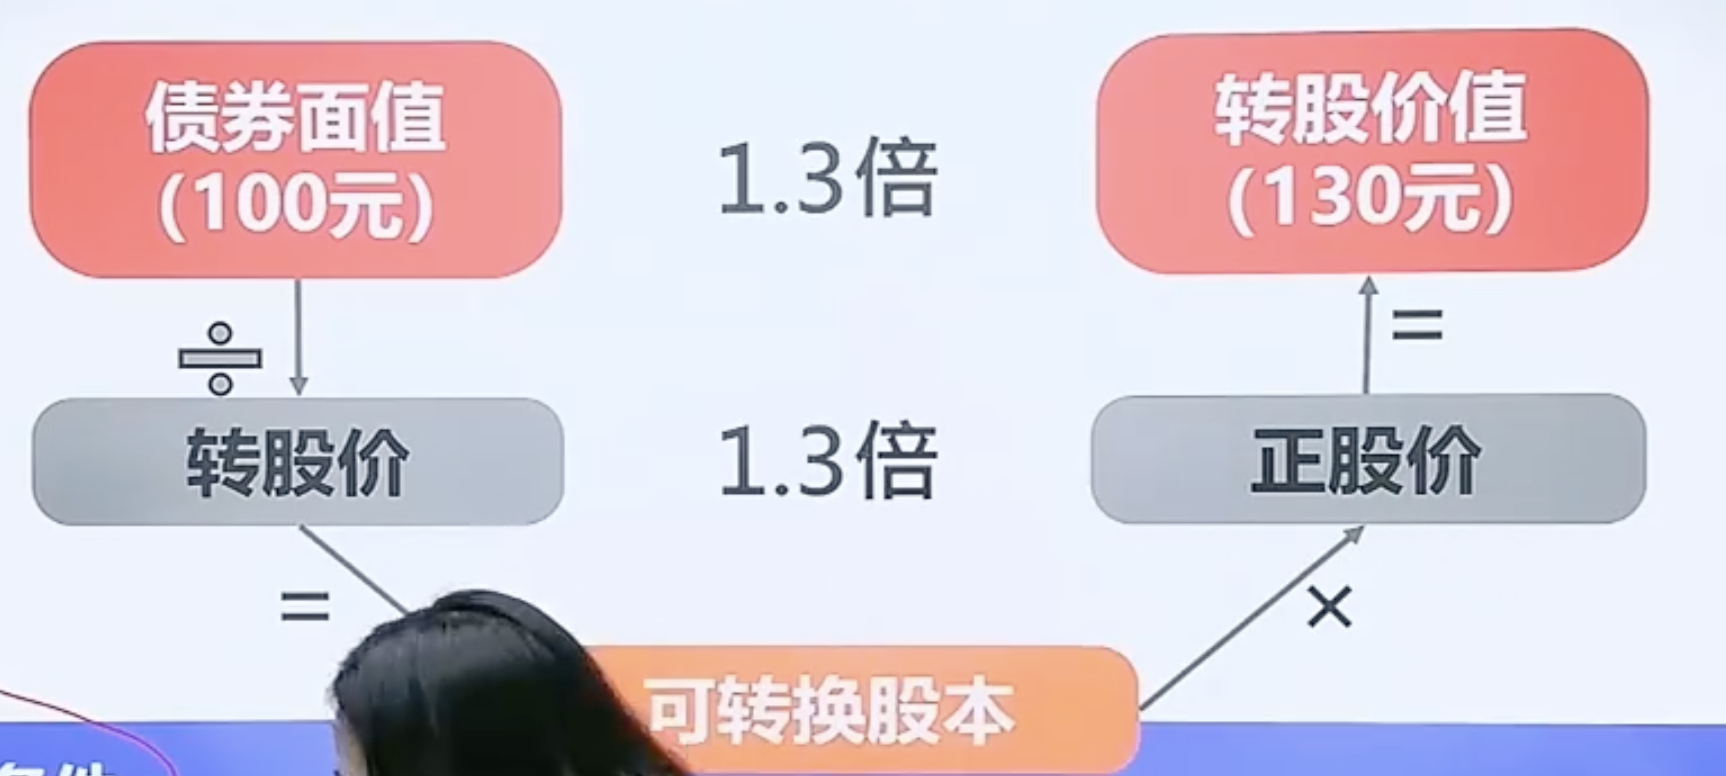 债券面值
(100元)
1.3倍
转股价值
(130元)
÷
=
转股价
1.3倍
正股价
=
×
可转换股本